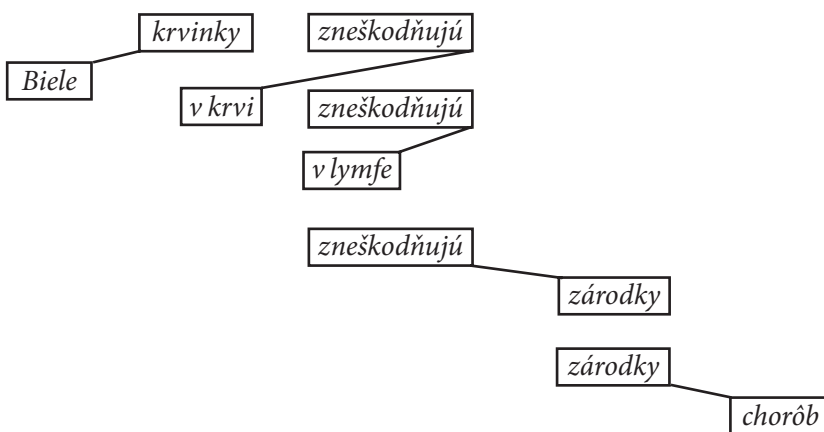 krvinky zneškodňujú
Biele
v krvi zneškodňujú
v lymfe
zneškodňujú
zárodky
zárodky
chorôb